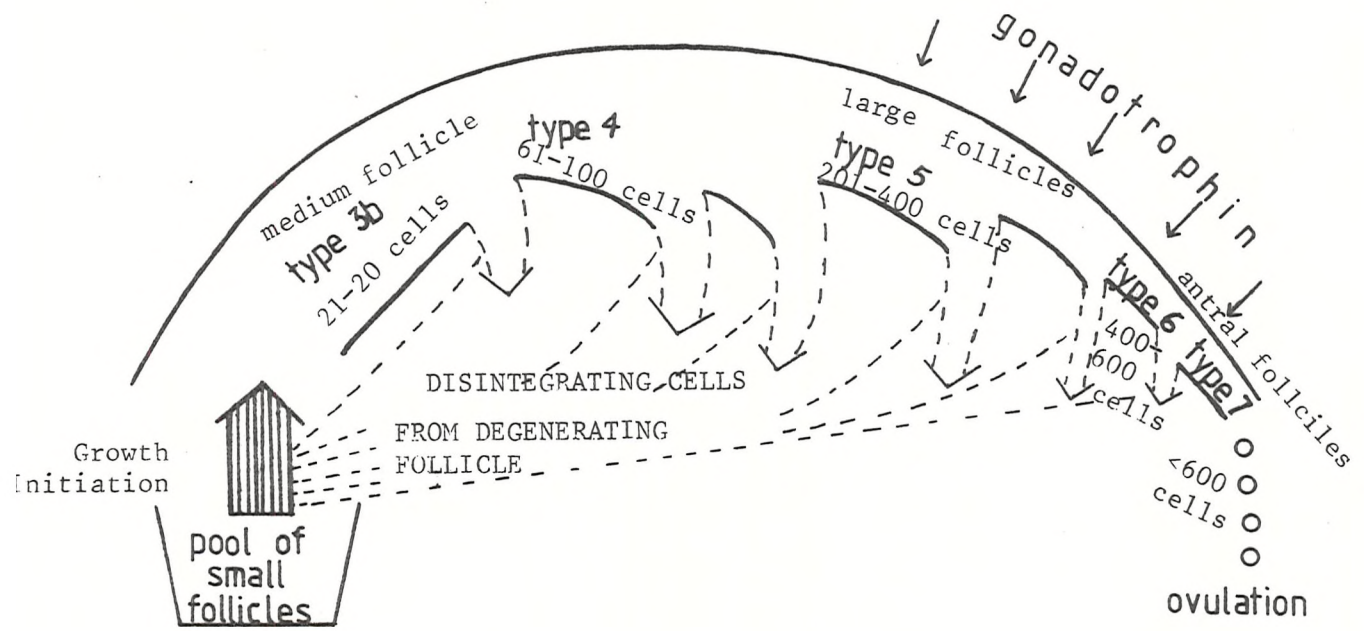 gonadotrophin
large follicles
medium follicle
type 3b
21-20 cells
type 4
61-100 cells
type 5
201-400 cells
type 6
400-
600
cells
antral follciles
type 7
<600
cells
ovulation
DISINTEGRATING CELLS
FROM DEGENERATING
FOLLICLE
Growth
Initiation
pool of
small
follicles